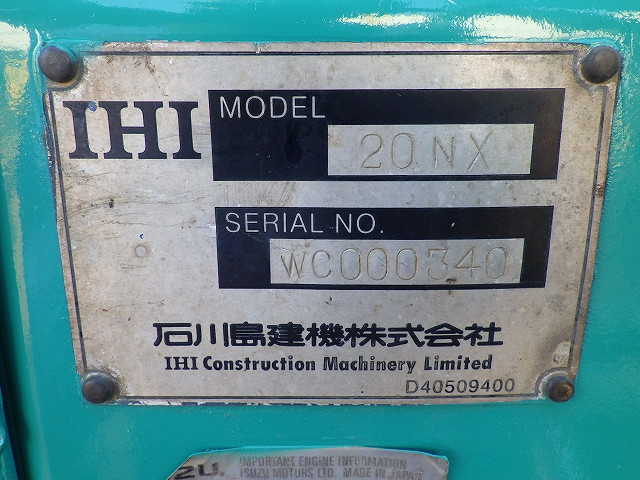 IHI
MODEL
20NX
SERIAL NO.
WC000340
石川島建機株式会社
IHI Construction Machinery Limited
D40509400
ZU.
IMPORTANT ENGINE INFORMATION
ISUZU MOTORS LTD. MADE IN JAPAN